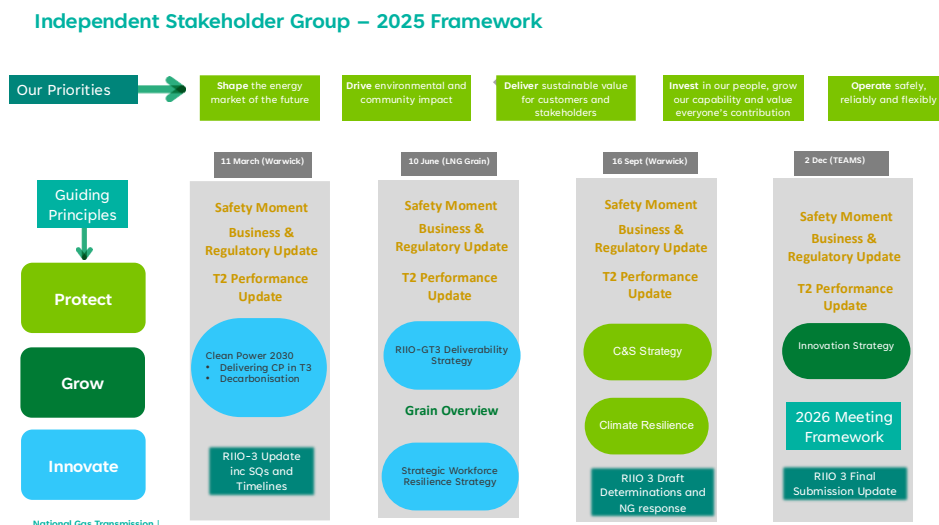 Independent Stakeholder Group – 2025 Framework
Our Priorities
Shape the energy
market of the future
Drive environmental and
community impact
Deliver sustainable value
for customers and
stakeholders
Invest in our people, grow
our capability and value
everyone's contribution
Operate safely,
reliably and flexibly
Guiding
Principles
Protect
Grow
Innovate
11 March (Warwick)
Safety Moment
Business &
Regulatory Update
T2 Performance
Update
Clean Power 2030
• Delivering CP in T3
• Decarbonisation
RIIO-3 Update
inc SQs and
Timelines
10 June (LNG Grain)
Safety Moment
Business &
Regulatory Update
T2 Performance
Update
RIIO-GT3 Deliverability
Strategy
Grain Overview
Strategic Workforce
Resilience Strategy
16 Sept (Warwick)
Safety Moment
Business &
Regulatory Update
T2 Performance
Update
C&S Strategy
Climate Resilience
RIIO 3 Draft
Determinations and
NG response
2 Dec (TEAMS)
Safety Moment
Business &
Regulatory Update
T2 Performance
Update
Innovation Strategy
2026 Meeting
Framework
RIIO 3 Final
Submission Update
National Gas Transmission |